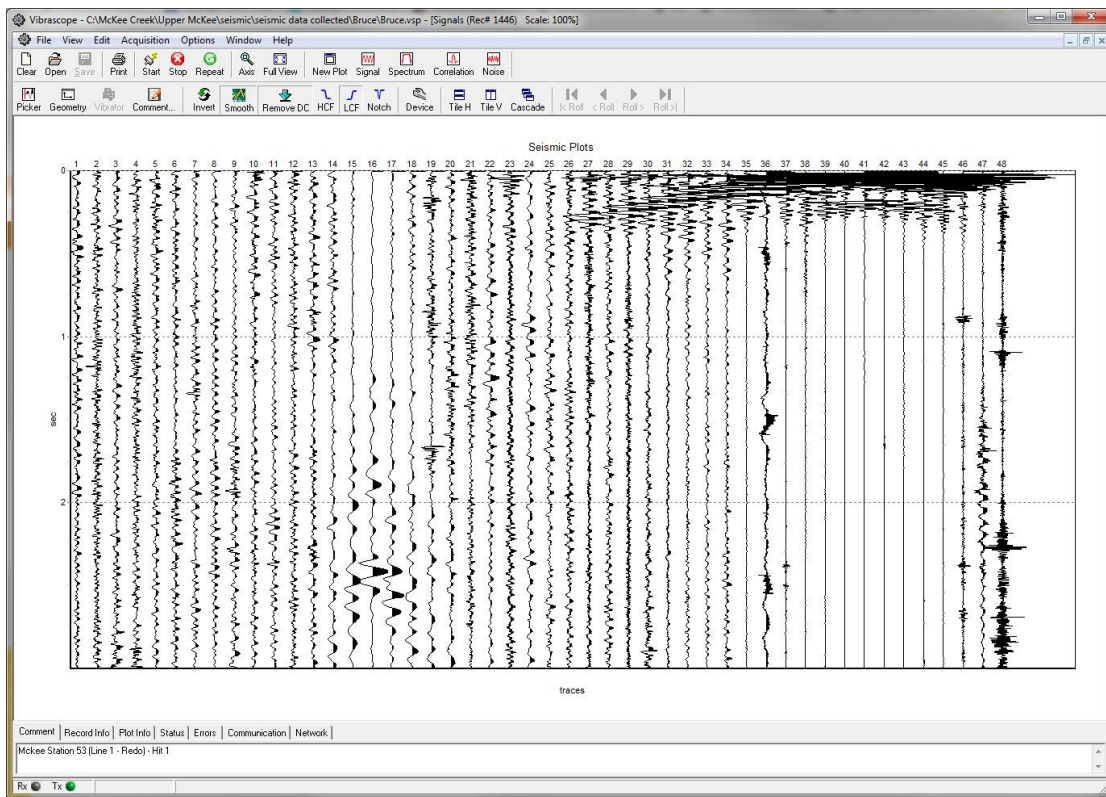 Vibrascope - C:\McKee Creek\Upper McKee\seismic\seismic data collected\Bruce\Bruce.vsp - [Signals (Rec# 1446) Scale: 100%]
File View Edit Acquisition Options Window Help
Clear Open Save Print Start Stop Repeat Axis Full View New Plot Signal Spectrum Correlation Noise
Picker Geometry Vibrator Comment... Invert Smooth Remove DC HCF LCF Notch Device Tile H Tile V Cascade |< Roll < Roll Roll > Roll >|
Seismic Plots
1 2 3 4 5 6 7 8 9 10 11 12 13 14 15 16 17 18 19 20 21 22 23 24 25 26 27 28 29 30 31 32 33 34 35 36 37 38 39 40 41 42 43 44 45 46 47 48
0
1
sec
2
traces
Comment Record Info Plot Info Status Errors Communication Network
Mckee Station 53 (Line 1 - Redo) - Hit 1
Rx Tx